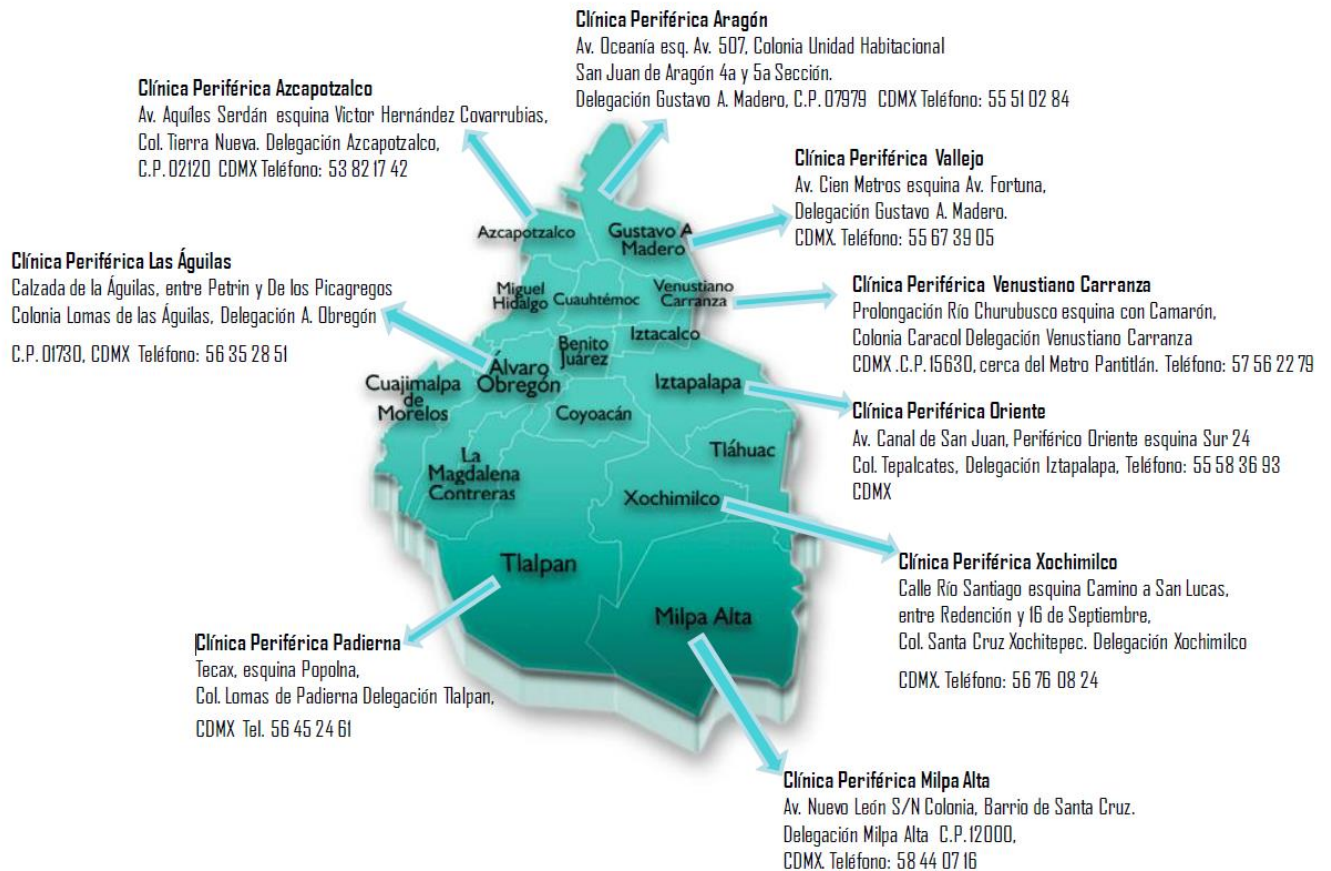 Clínica Periférica Aragón
Av. Oceanía esq. Av. 507, Colonia Unidad Habitacional
San Juan de Aragón 4a y 5a Sección.
Delegación Gustavo A. Madero, C.P. 07979 CDMX Teléfono: 55 51 02 84
Clínica Periférica Azcapotzalco
Av. Aquíles Serdán esquina Victor Hernández Covarrubias,
Col. Tierra Nueva. Delegación Azcapotzalco,
C.P. 02120 CDMX Teléfono: 53 82 17 42
Clínica Periférica Vallejo
Av. Cien Metros esquina Av. Fortuna,
Delegación Gustavo A. Madero.
CDMX. Teléfono: 55 67 39 05
Clínica Periférica Las Águilas
Calzada de la Águilas, entre Petrin y De los Picagregos
Colonia Lomas de las Águilas, Delegación A. Obregón
C.P. 01730, CDMX Teléfono: 56 35 28 51
Clínica Periférica Venustiano Carranza
Prolongación Río Churubusco esquina con Camarón,
Colonia Caracol Delegación Venustiano Carranza
CDMX .C.P. 15630, cerca del Metro Pantitlán. Teléfono: 57 56 22 79
Clínica Periférica Oriente
Av. Canal de San Juan, Periférico Oriente esquina Sur 24
Col. Tepalcates, Delegación Iztapalapa, Teléfono: 55 58 36 93
CDMX
Clínica Periférica Xochimilco
Calle Río Santiago esquina Camino a San Lucas,
entre Redención y 16 de Septiembre,
Col. Santa Cruz Xochitepec. Delegación Xochimilco
CDMX. Teléfono: 56 76 08 24
Clínica Periférica Padierna
Tecax, esquina Popolna,
Col. Lomas de Padierna Delegación Tlalpan,
CDMX Tel. 56 45 24 61
Clínica Periférica Milpa Alta
Av. Nuevo León S/N Colonia, Barrio de Santa Cruz.
Delegación Milpa Alta C.P. 12000,
CDMX. Teléfono: 58 44 07 16
Azcapotzalco
Gustavo A
Madero
Miguel
Hidalgo
Cuauhtémoc
Venustiano
Carranza
Iztacalco
Benito
Juárez
Álvaro
Obregón
Cuajimalpa
de
Morelos
Iztapalapa
Coyoacán
La
Magdalena
Contreras
Tláhuac
Xochimilco
Tlalpan
Milpa Alta